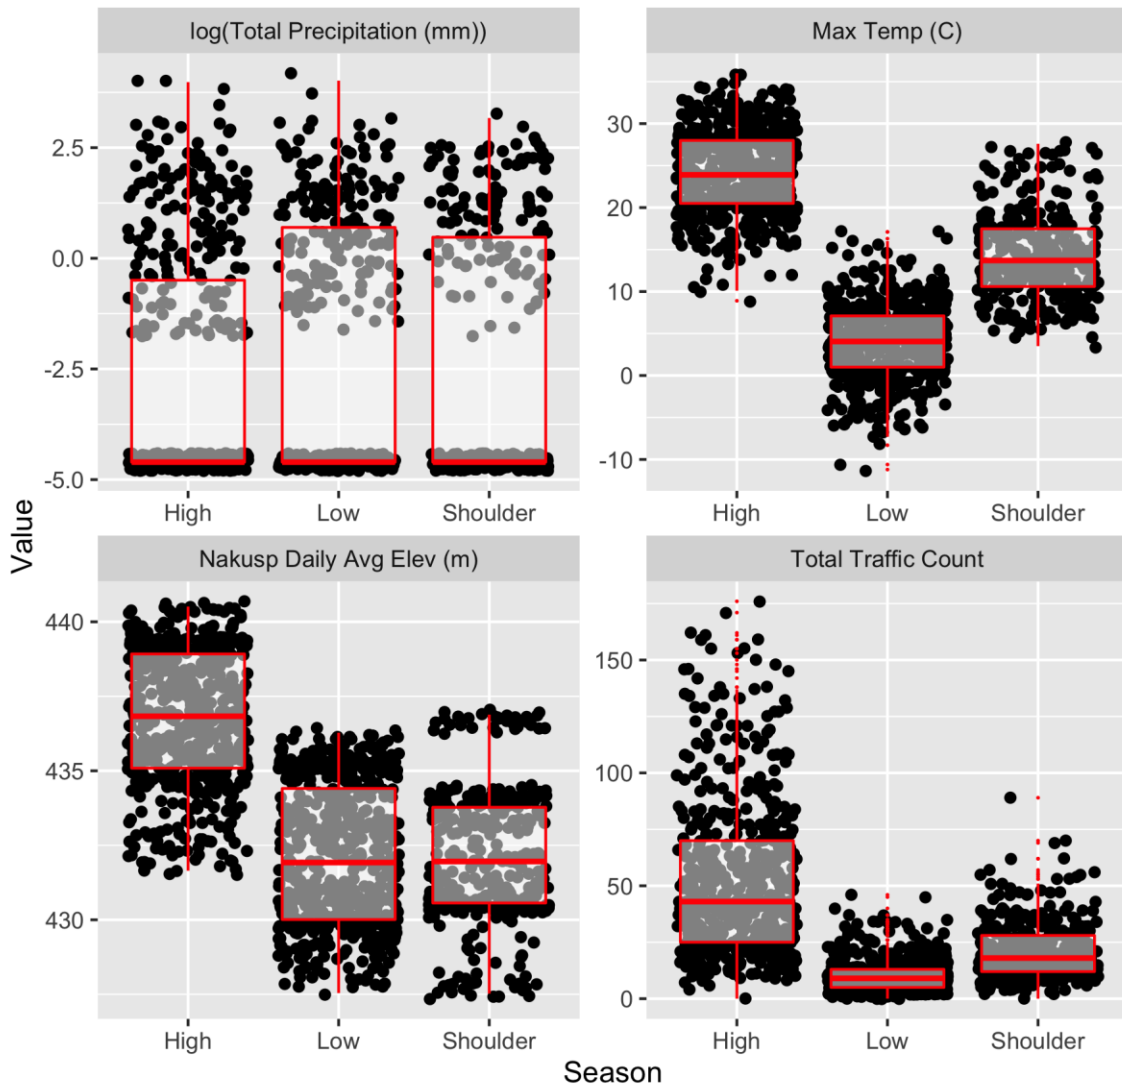 log(Total Precipitation (mm))
Max Temp (C)
2.5
0.0
-2.5
-5.0
High
Low
Shoulder
30
20
10
0
-10
High
Low
Shoulder
Value
Nakusp Daily Avg Elev (m)
Total Traffic Count
440
435
430
High
Low
Shoulder
150
100
50
0
High
Low
Shoulder
Season